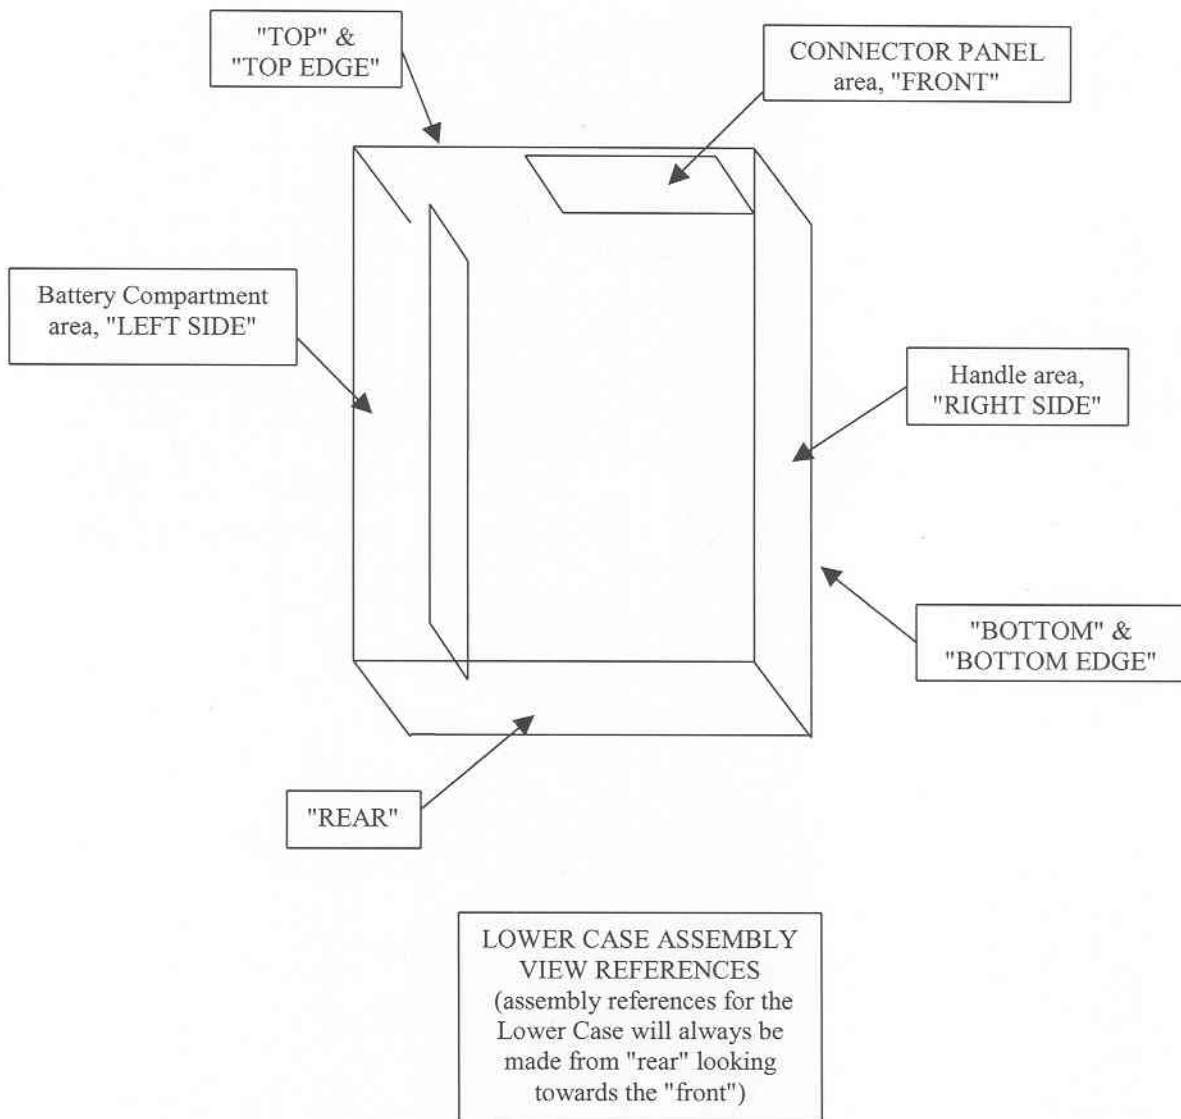 "TOP" &
"TOP EDGE"
CONNECTOR PANEL
area, "FRONT"
Battery Compartment
area, "LEFT SIDE"
Handle area,
"RIGHT SIDE"
"BOTTOM" &
"BOTTOM EDGE"
"REAR"
LOWER CASE ASSEMBLY
VIEW REFERENCES
(assembly references for the
Lower Case will always be
made from "rear" looking
towards the "front")